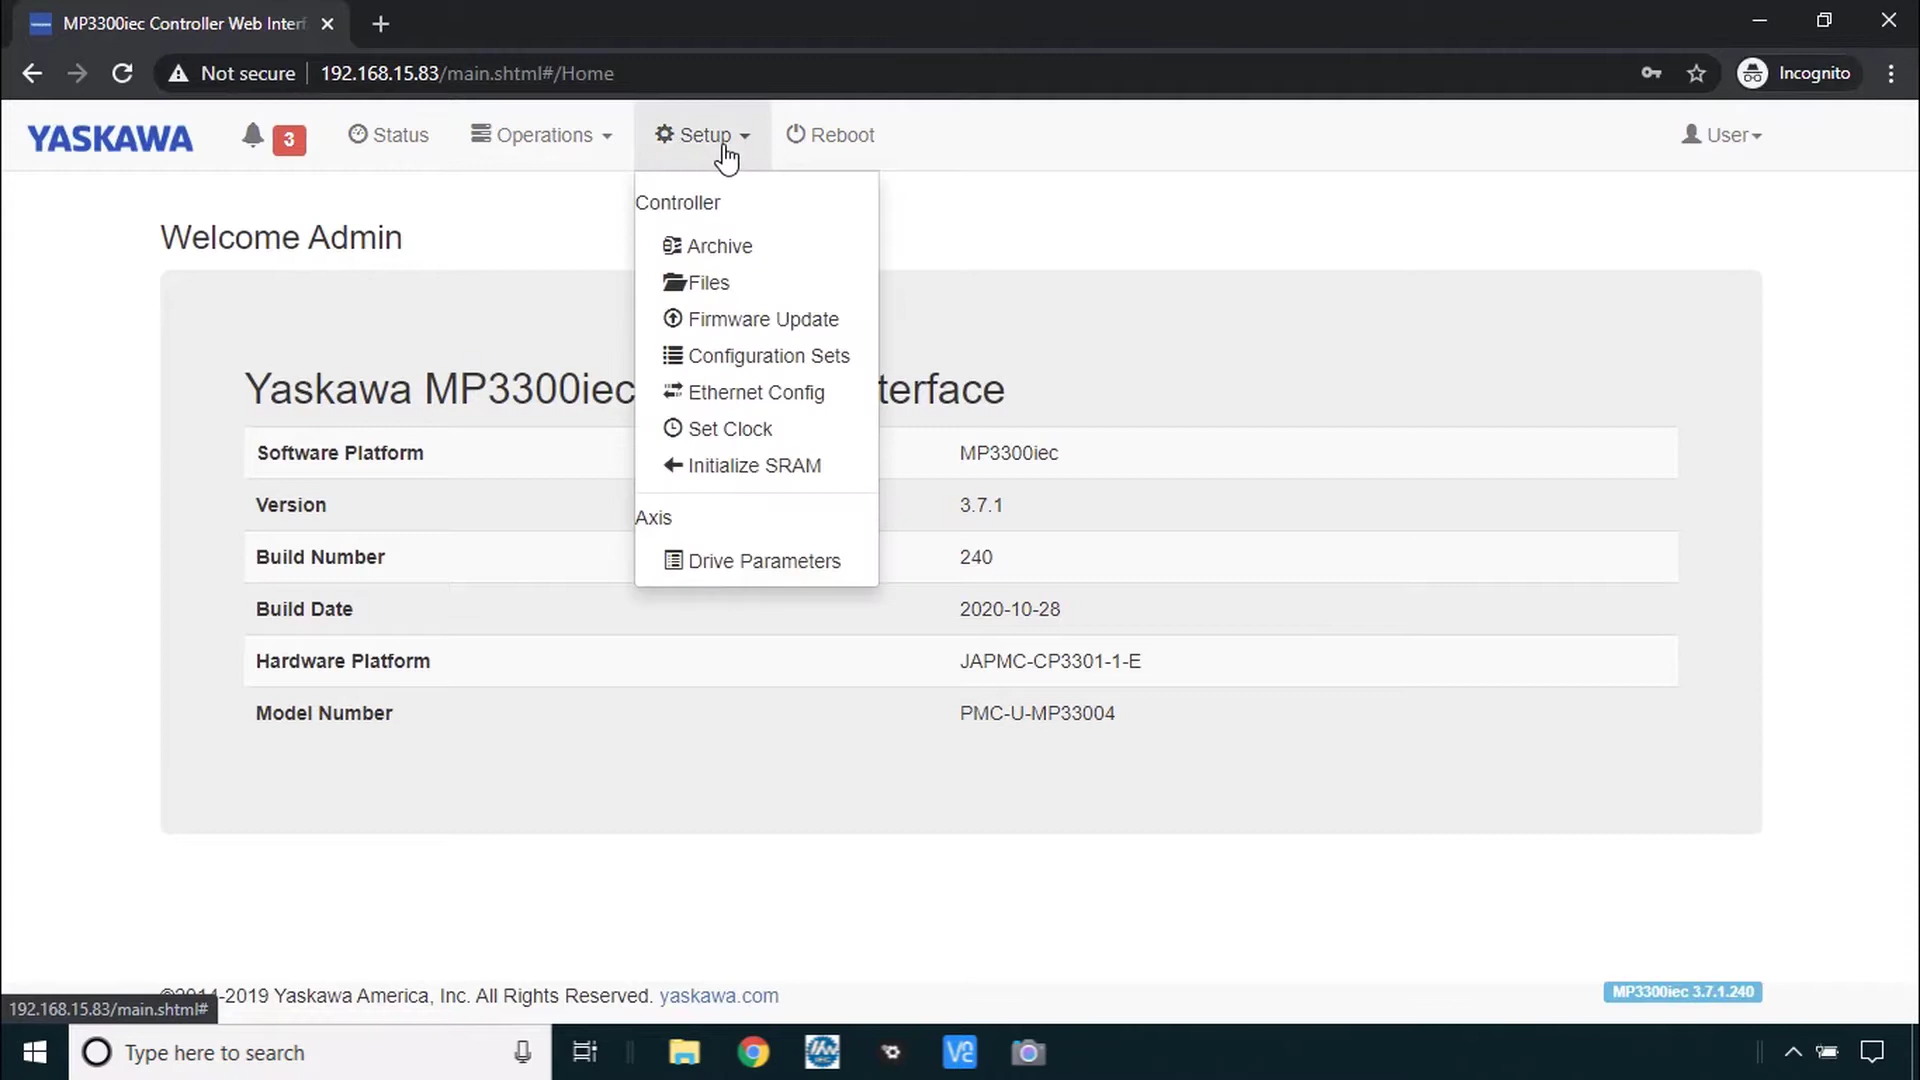 MP3300iec Controller Web Interf
Not secure
192.168.15.83/main.shtml#/Home
Incognito
YASKAWA
3
Status
Operations
Setup
Reboot
User
Controller
Archive
Files
Firmware Update
Configuration Sets
Ethernet Config
Set Clock
Initialize SRAM
Axis
Drive Parameters
Welcome Admin
Yaskawa MP3300iec terface
Software Platform MP3300iec
Version 3.7.1
Build Number 240
Build Date 2020-10-28
Hardware Platform JAPMC-CP3301-1-E
Model Number PMC-U-MP33004
©2014-2019 Yaskawa America, Inc. All Rights Reserved. yaskawa.com
MP3300iec 3.7.1.240
192.168.15.83/main.shtml#
Type here to search